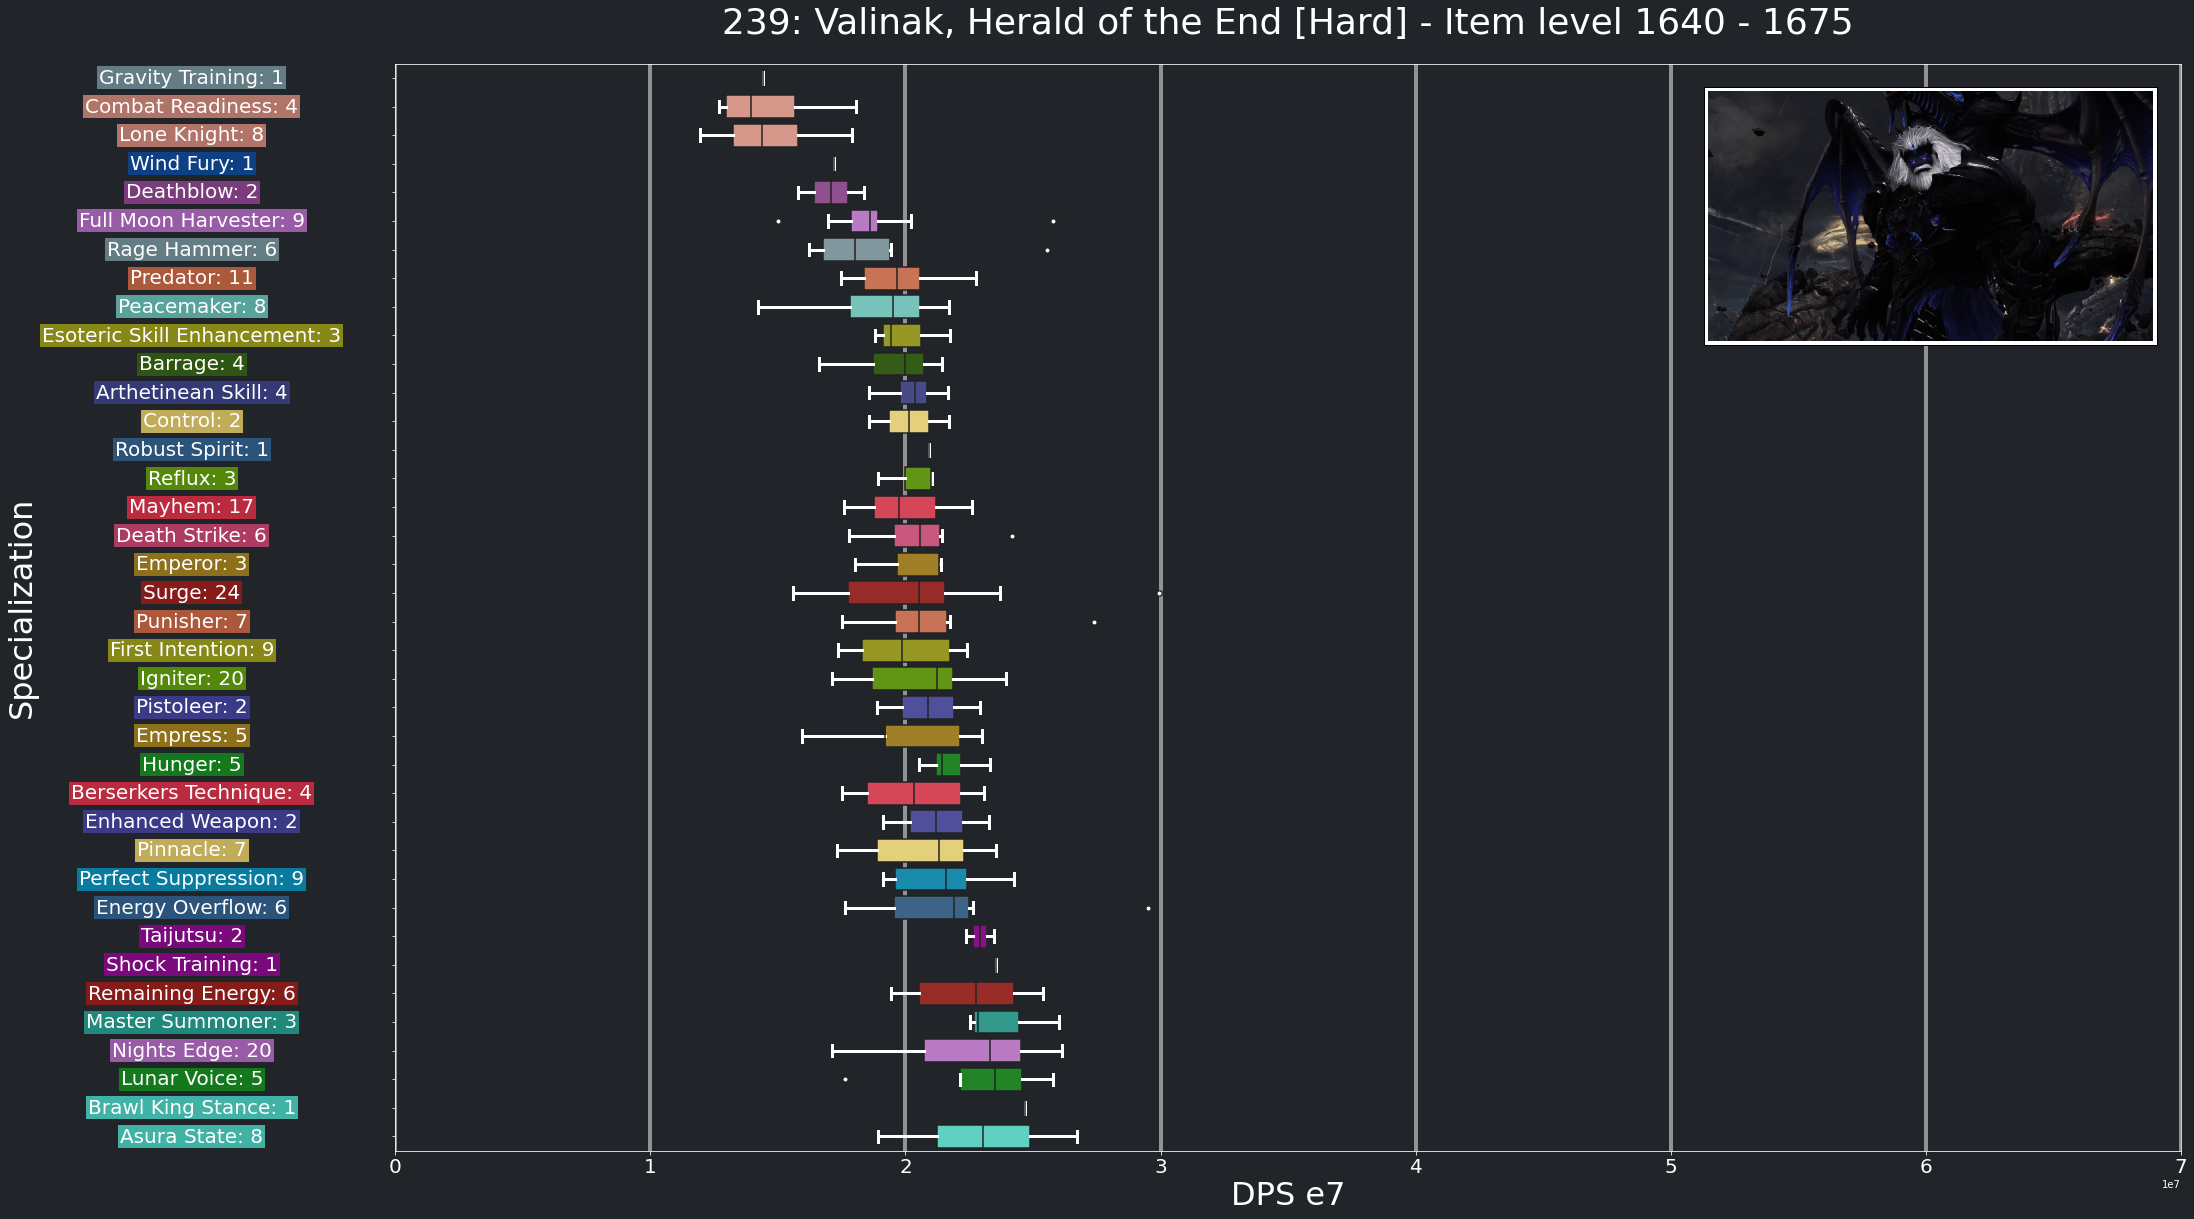 239: Valinak, Herald of the End [Hard] - Item level 1640 - 1675
Specialization
Gravity Training: 1
Combat Readiness: 4
Lone Knight: 8
Wind Fury: 1
Deathblow: 2
Full Moon Harvester: 9
Rage Hammer: 6
Predator: 11
Peacemaker: 8
Esoteric Skill Enhancement: 3
Barrage: 4
Arthetinean Skill: 4
Control: 2
Robust Spirit: 1
Reflux: 3
Mayhem: 17
Death Strike: 6
Emperor: 3
Surge: 24
Punisher: 7
First Intention: 9
Igniter: 20
Pistoleer: 2
Empress: 5
Hunger: 5
Berserkers Technique: 4
Enhanced Weapon: 2
Pinnacle: 7
Perfect Suppression: 9
Energy Overflow: 6
Taijutsu: 2
Shock Training: 1
Remaining Energy: 6
Master Summoner: 3
Nights Edge: 20
Lunar Voice: 5
Brawl King Stance: 1
Asura State: 8
0 1 2 3 4 5 6 7
1e7
DPS e7